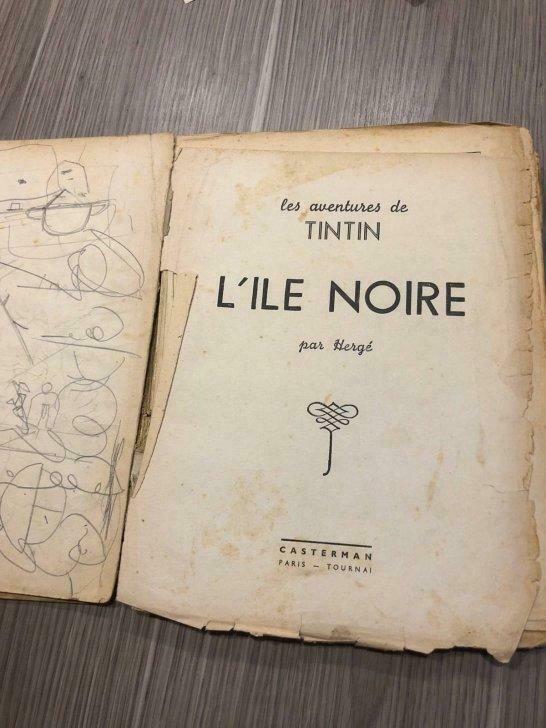 les aventures de
TINTIN
L'ILE NOIRE
par Hergé
CASTERMAN
PARIS — TOURNAI